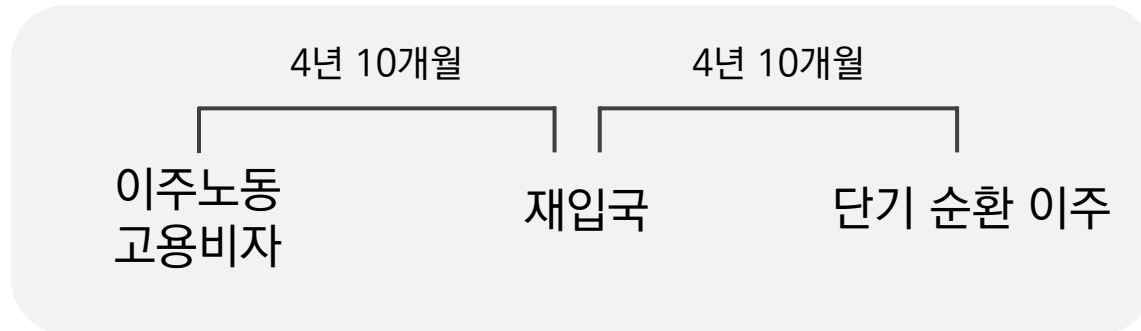 4년 10개월
4년 10개월
이주노동
고용비자
재입국
단기 순환 이주